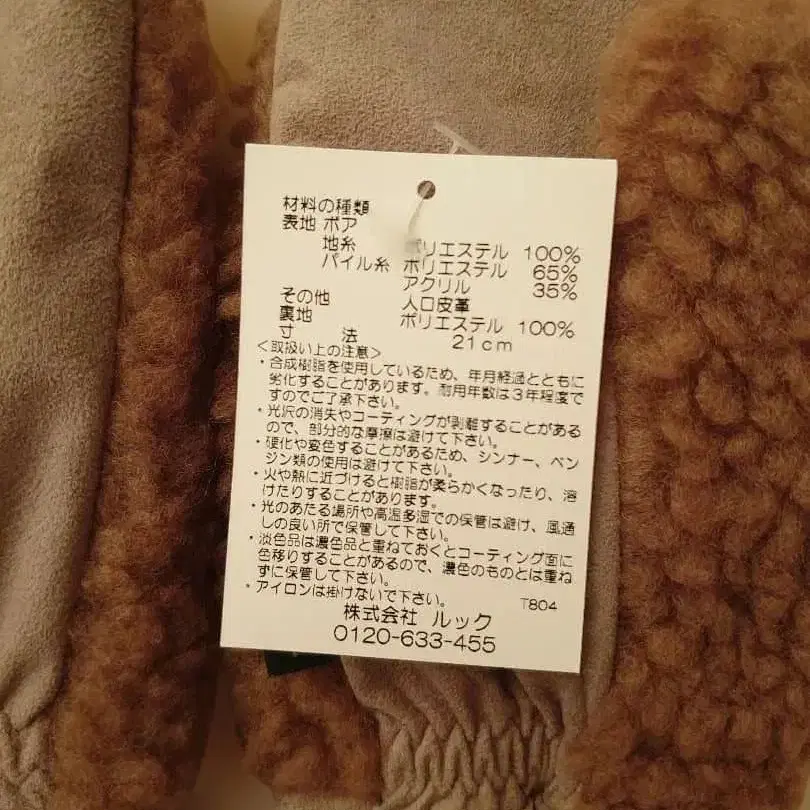 材料の種類
表地 ボア
地糸 ポリエステル 100%
パイル糸 ポリエステル 65%
アクリル 35%
その他 人口皮革
裏地 ポリエステル 100%
寸 法 21cm
<取扱い上の注意>
・合成樹脂を使用しているため、年月経過とともに
劣化することがあります。耐用年数は3年程度で
すのでご了承下さい。
・光沢の消失やコーティングが剥離することがある
ので、部分的な摩擦は避けて下さい。
・硬化や変色することがあるため、シンナー、ベン
ジン類の使用は避けて下さい。
・火や熱に近づけると樹脂が柔らかくなったり、溶
けたりすることがあります。
・光のあたる場所や高温多湿での保管は避け、風通
しの良い所で保管して下さい。
・淡色品は濃色品と重ねておくとコーティング面に
色移りすることがあるので、濃色のものとは重ね
ずに保管して下さい。
・アイロンは掛けないで下さい。
T804
株式会社 ルック
0120-633-455